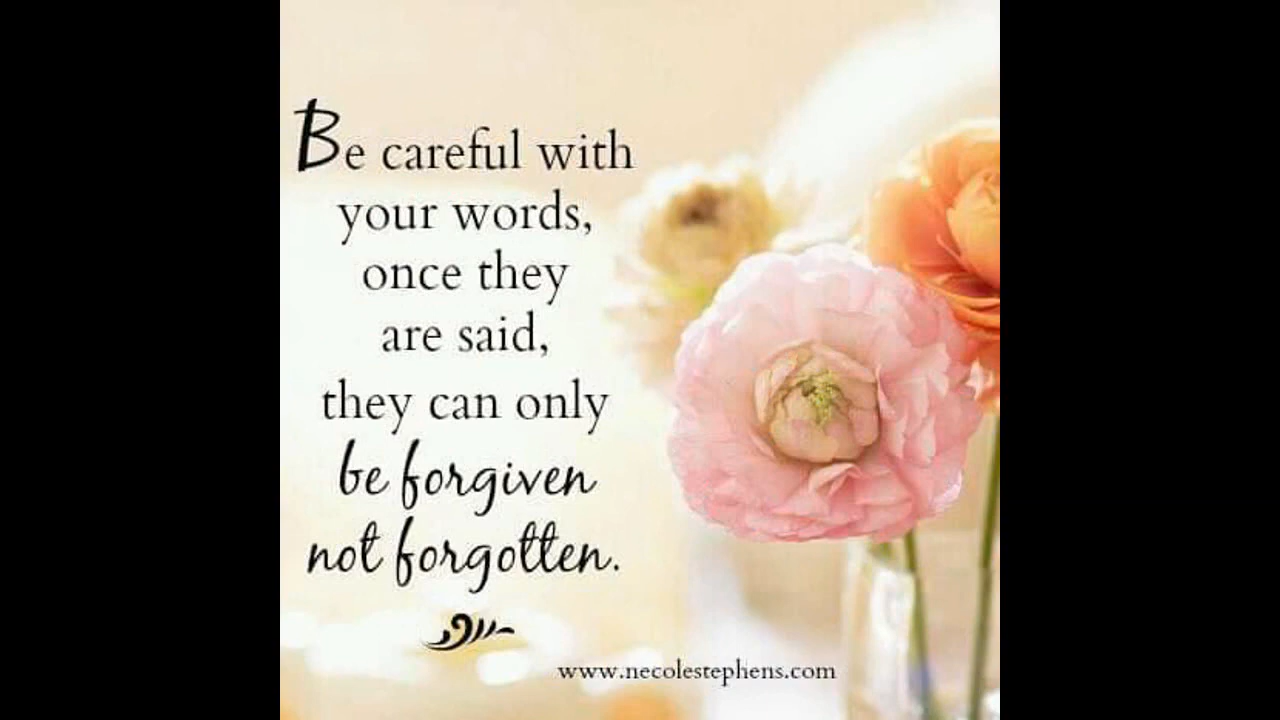 Be careful with
your words,
once they
are said,
they can only
be forgiven
not forgotten.
www.necolestephens.com